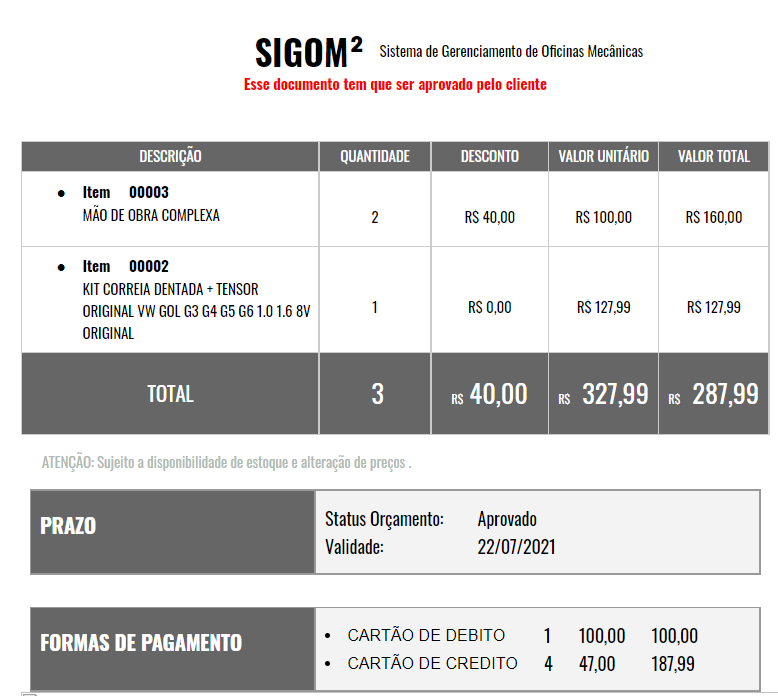 SIGOM² Sistema de Gerenciamento de Oficinas Mecânicas
Esse documento tem que ser aprovado pelo cliente
DESCRIÇÃO QUANTIDADE DESCONTO VALOR UNITÁRIO VALOR TOTAL
• Item 00003
MÃO DE OBRA COMPLEXA 2 R$ 40,00 R$ 100,00 R$ 160,00
• Item 00002
KIT CORREIA DENTADA + TENSOR
ORIGINAL VW GOL G3 G4 G5 G6 1.0 1.6 8V 1 R$ 0,00 R$ 127,99 R$ 127,99
ORIGINAL
TOTAL 3 R$ 40,00 R$ 327,99 R$ 287,99
ATENÇÃO: Sujeito a disponibilidade de estoque e alteração de preços .
PRAZO
Status Orçamento: Aprovado
Validade: 22/07/2021
FORMAS DE PAGAMENTO
• CARTÃO DE DEBITO 1 100,00 100,00
• CARTÃO DE CREDITO 4 47,00 187,99